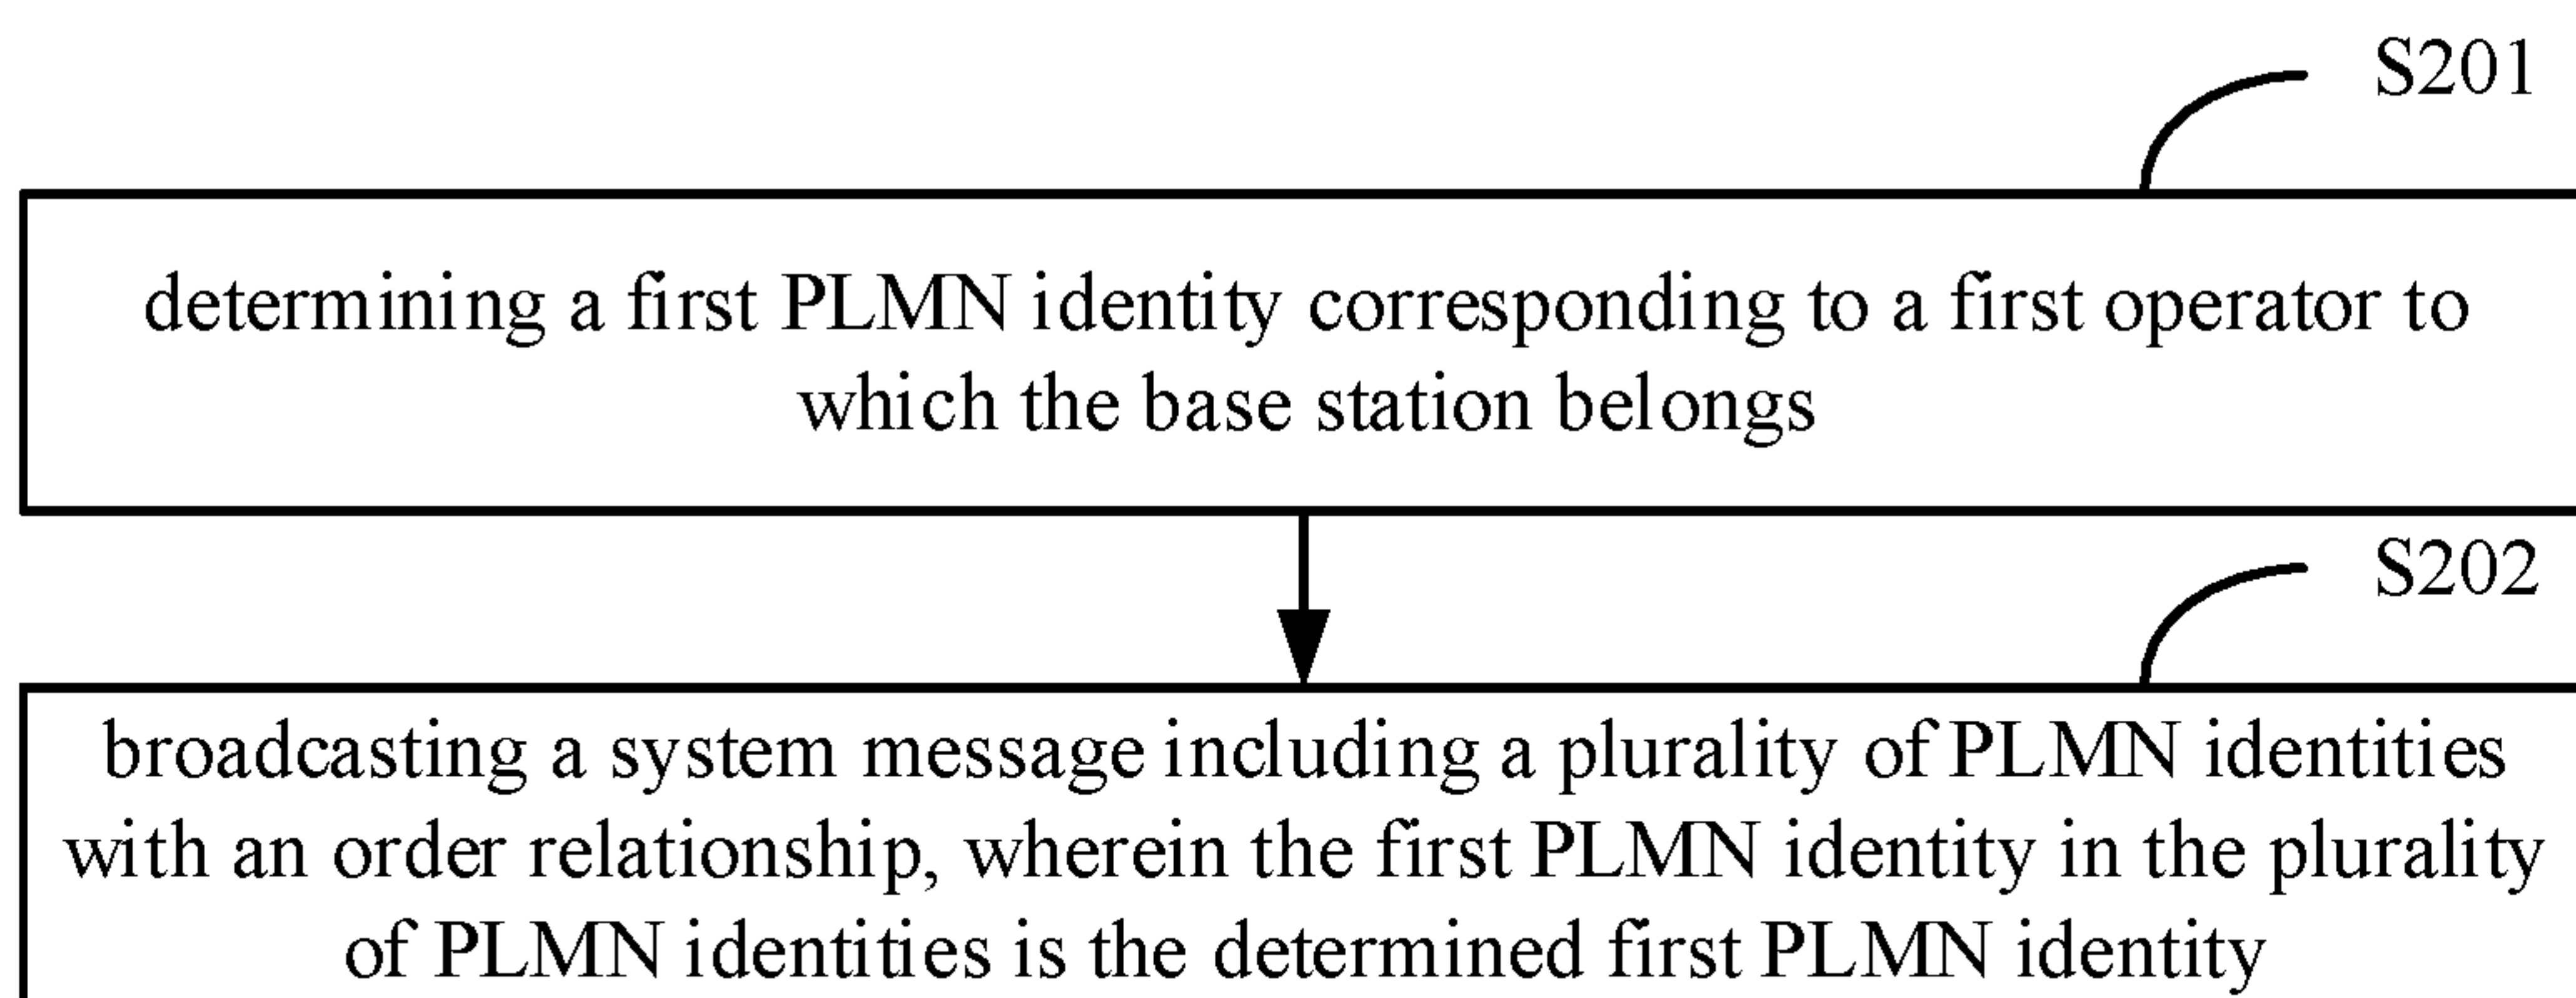 S201
determining a first PLMN identity corresponding to a first operator to
which the base station belongs
S202
broadcasting a system message including a plurality of PLMN identities
with an order relationship, wherein the first PLMN identity in the plurality
of PLMN identities is the determined first PLMN identity